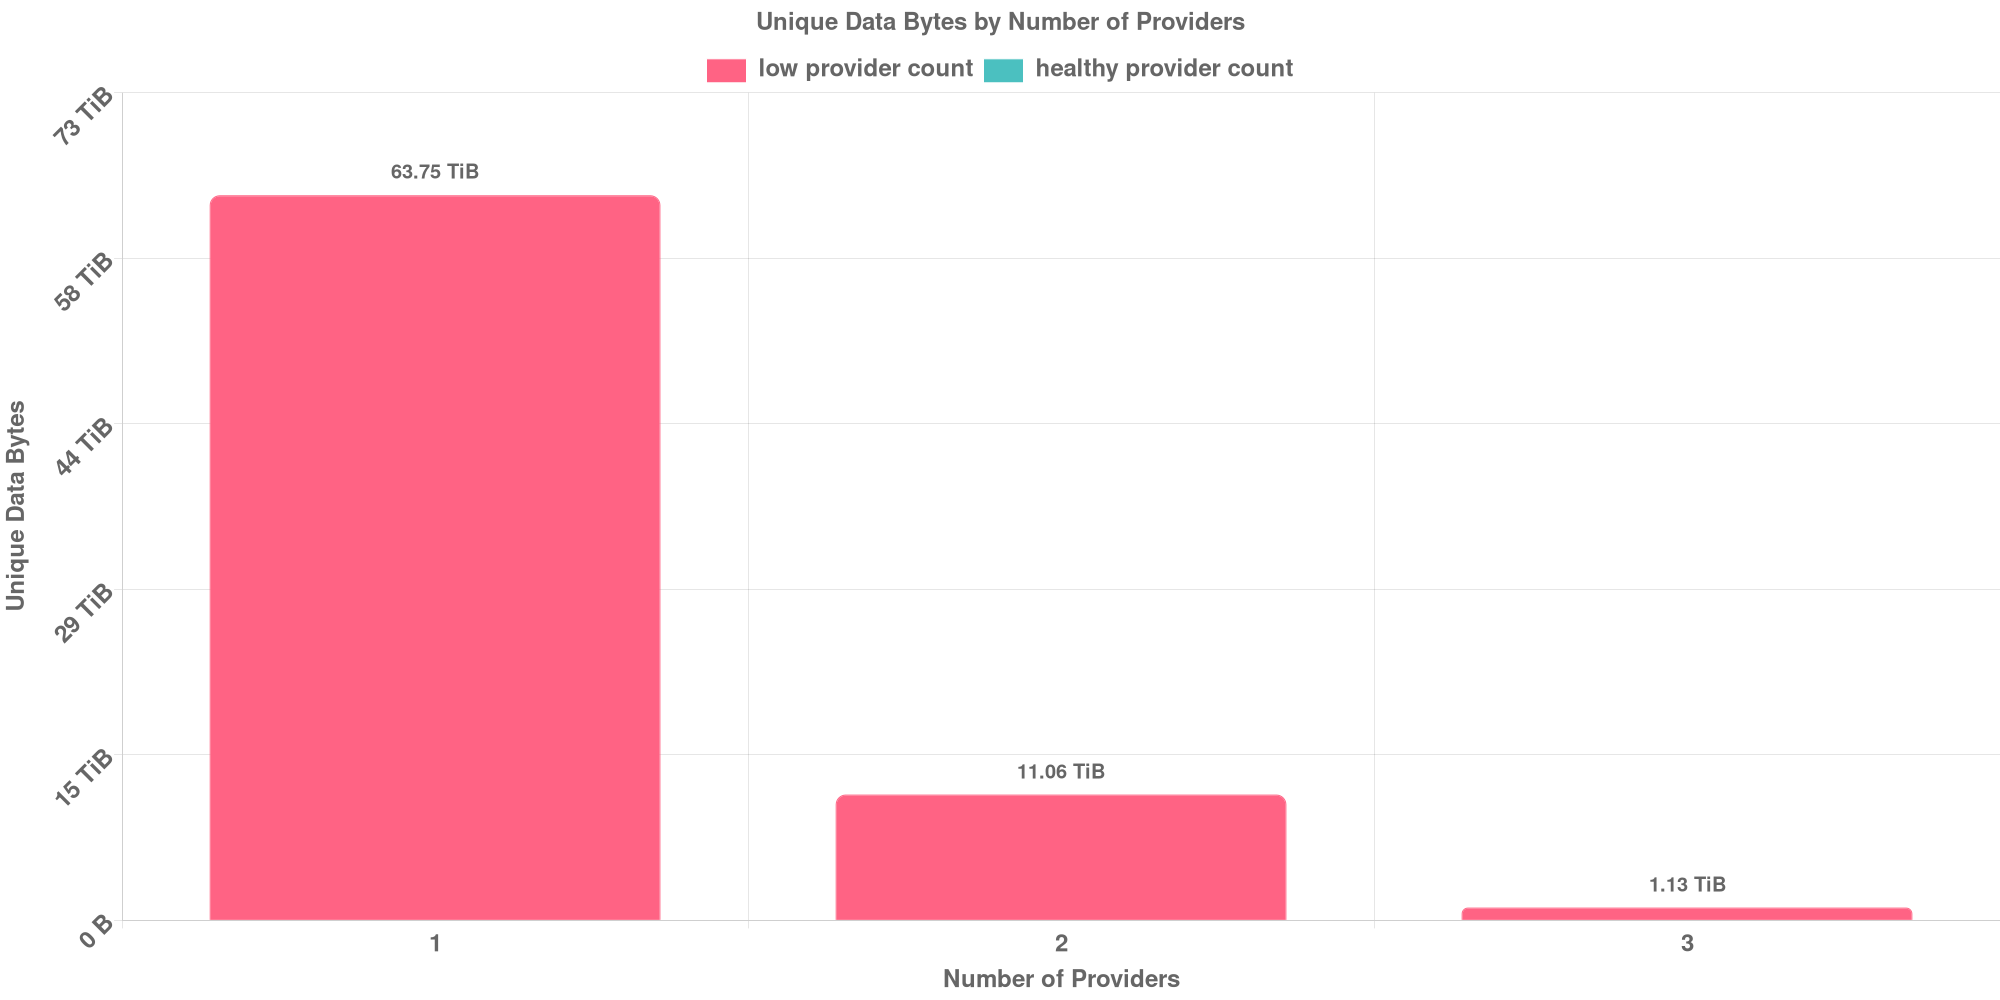 Unique Data Bytes by Number of Providers
low provider count
healthy provider count
73 TiB
58 TiB
44 TiB
29 TiB
15 TiB
0 B
Unique Data Bytes
63.75 TiB
11.06 TiB
1.13 TiB
1
2
3
Number of Providers